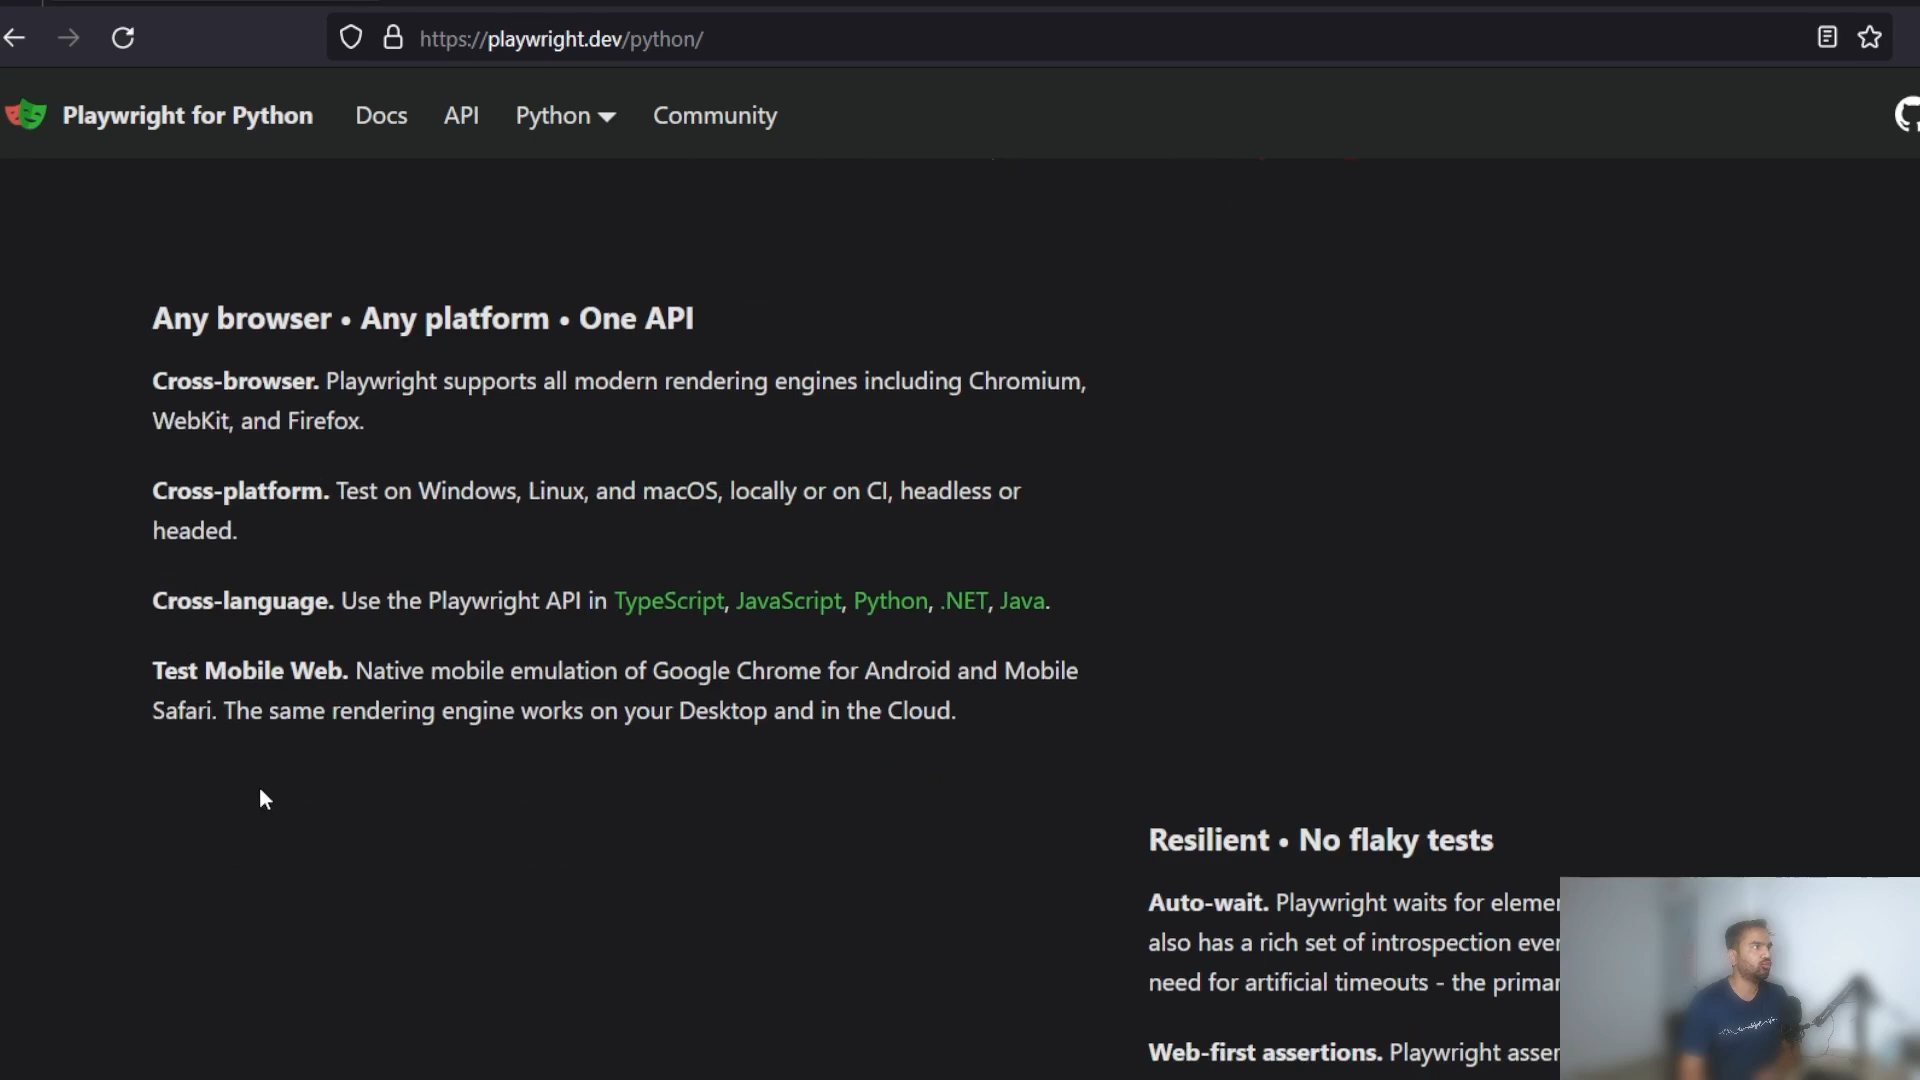 https://playwright.dev/python/
Playwright for Python Docs API Python Community
Any browser • Any platform • One API
Cross-browser. Playwright supports all modern rendering engines including Chromium,
WebKit, and Firefox.
Cross-platform. Test on Windows, Linux, and macOS, locally or on CI, headless or
headed.
Cross-language. Use the Playwright API in TypeScript, JavaScript, Python, .NET, Java.
Test Mobile Web. Native mobile emulation of Google Chrome for Android and Mobile
Safari. The same rendering engine works on your Desktop and in the Cloud.
Resilient • No flaky tests
Auto-wait. Playwright waits for elemen
also has a rich set of introspection even
need for artificial timeouts - the primar
Web-first assertions. Playwright asser